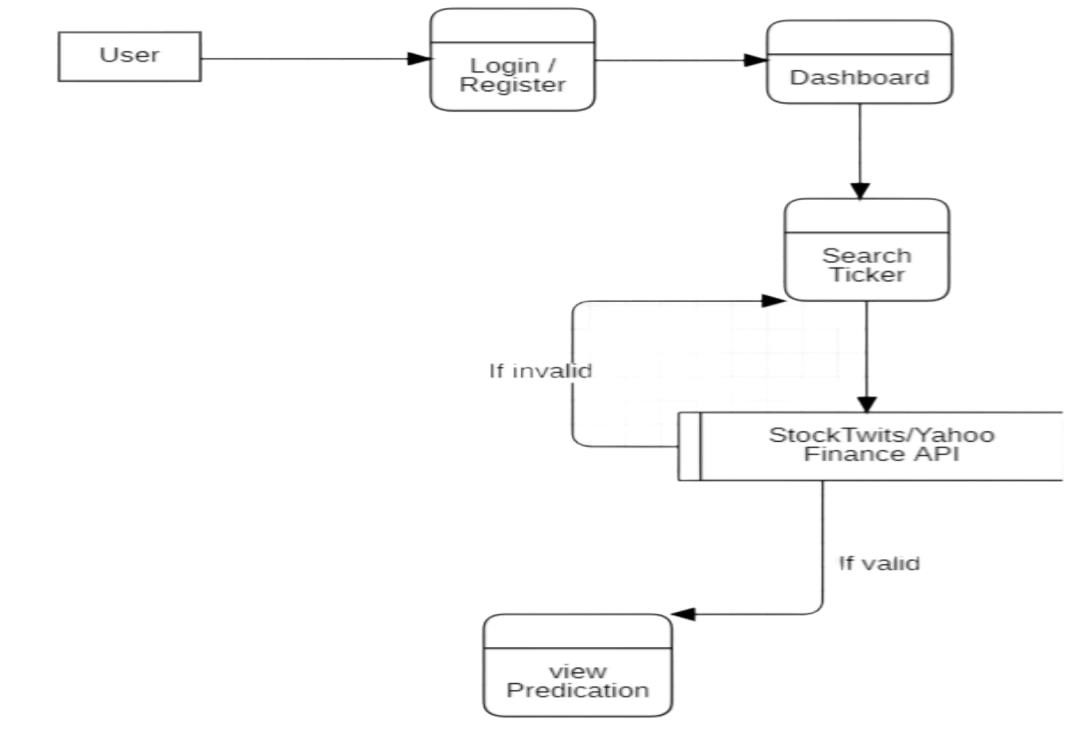 User
Login /
Register
Dashboard
Search
Ticker
If invalid
StockTwits/Yahoo
Finance API
If valid
view
Predication